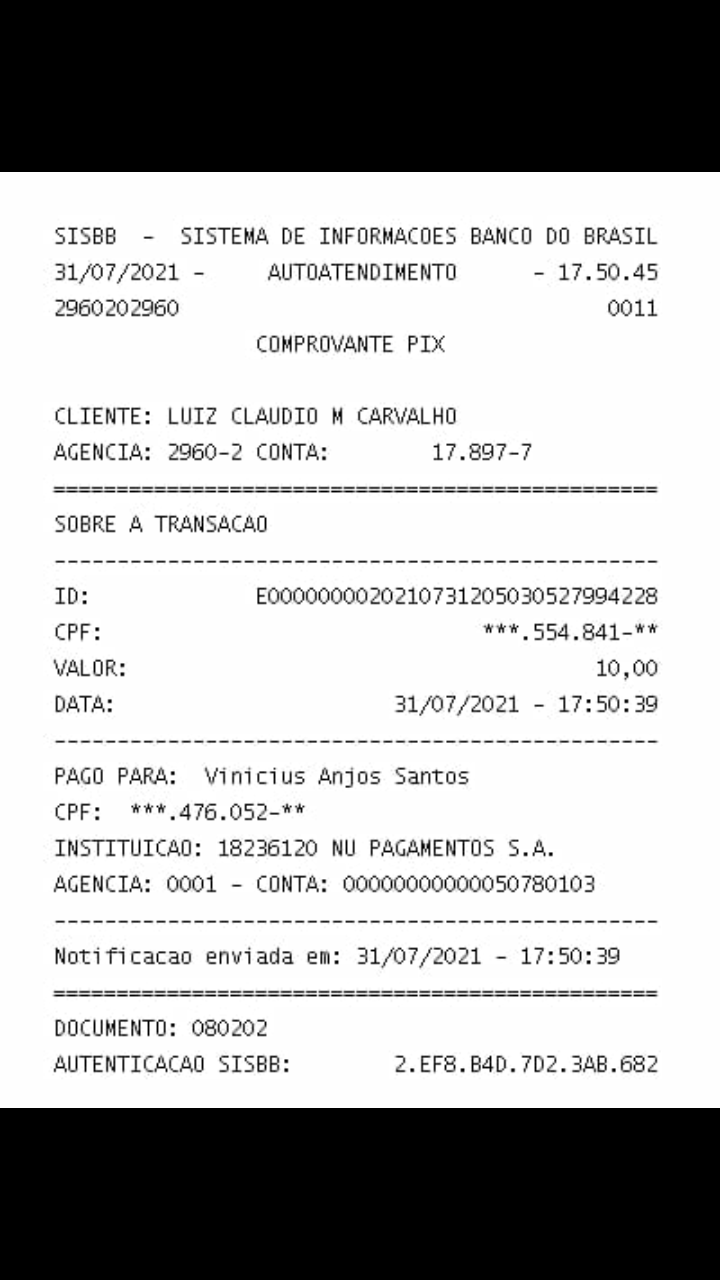 SISBB - SISTEMA DE INFORMACOES BANCO DO BRASIL
31/07/2021 - AUTOATENDIMENTO - 17.50.45
2960202960 0011
COMPROVANTE PIX
CLIENTE: LUIZ CLAUDIO M CARVALHO
AGENCIA: 2960-2 CONTA: 17.897-7
================================================
SOBRE A TRANSACAO
------------------------------------------------
ID: E0000000020210731205030527994228
CPF: ***.554.841-**
VALOR: 10,00
DATA: 31/07/2021 - 17:50:39
------------------------------------------------
PAGO PARA: Vinicius Anjos Santos
CPF: ***.476.052-**
INSTITUICAO: 18236120 NU PAGAMENTOS S.A.
AGENCIA: 0001 - CONTA: 00000000000050780103
------------------------------------------------
Notificacao enviada em: 31/07/2021 - 17:50:39
================================================
DOCUMENTO: 080202
AUTENTICACAO SISBB: 2.EF8.B4D.7D2.3AB.682